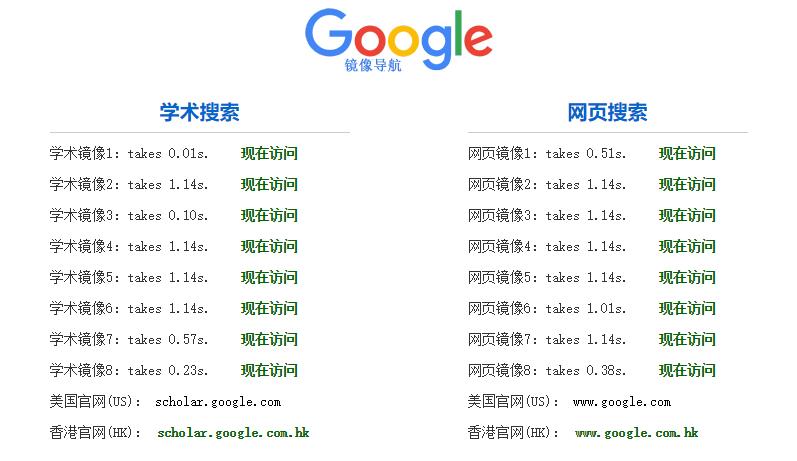 Google
镜像导航
学术搜索
学术镜像1: takes 0.01s. 现在访问
学术镜像2: takes 1.14s. 现在访问
学术镜像3: takes 0.10s. 现在访问
学术镜像4: takes 1.14s. 现在访问
学术镜像5: takes 1.14s. 现在访问
学术镜像6: takes 1.14s. 现在访问
学术镜像7: takes 0.57s. 现在访问
学术镜像8: takes 0.23s. 现在访问
美国官网(US): scholar.google.com
香港官网(HK): scholar.google.com.hk
网页搜索
网页镜像1: takes 0.51s. 现在访问
网页镜像2: takes 1.14s. 现在访问
网页镜像3: takes 1.14s. 现在访问
网页镜像4: takes 1.14s. 现在访问
网页镜像5: takes 1.14s. 现在访问
网页镜像6: takes 1.01s. 现在访问
网页镜像7: takes 1.14s. 现在访问
网页镜像8: takes 0.38s. 现在访问
美国官网(US): www.google.com
香港官网(HK): www.google.com.hk